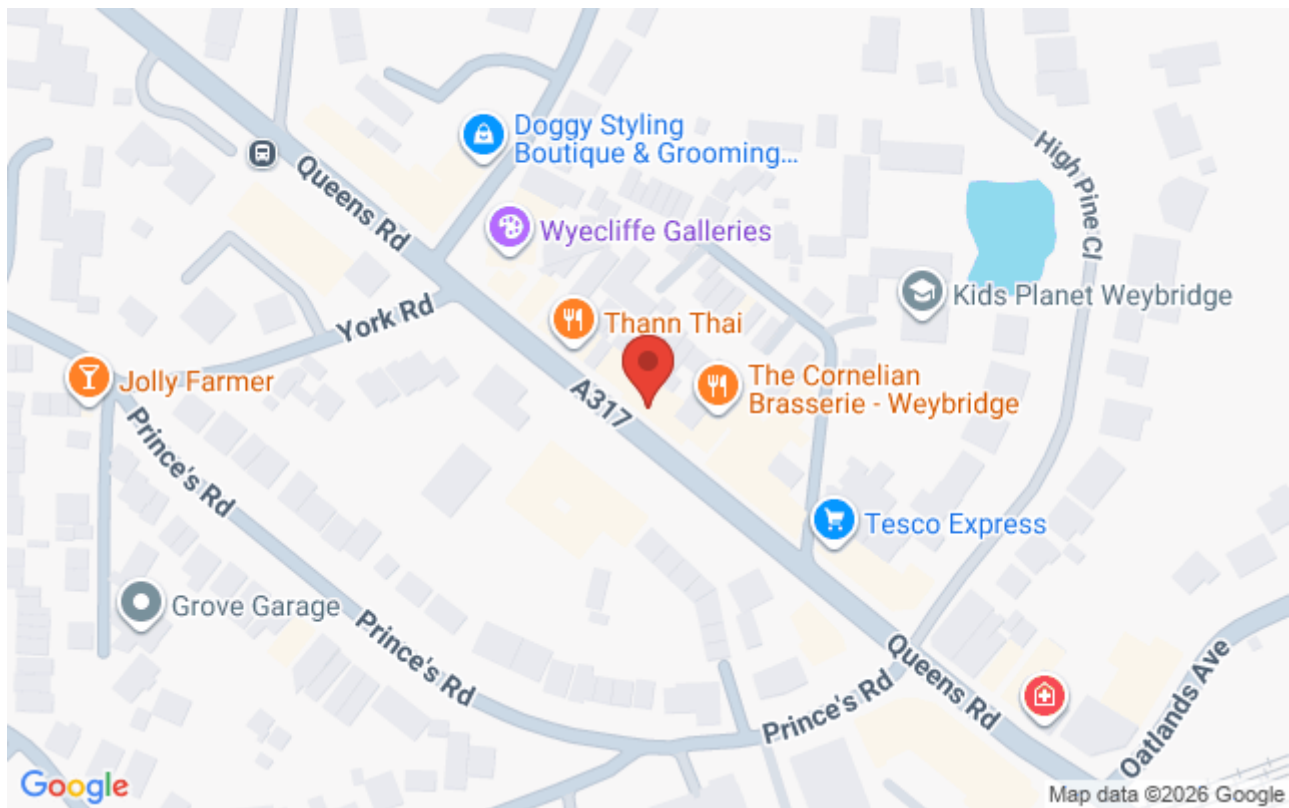 Doggy Styling
Boutique & Grooming...
High Pine Cl
Queens Rd
Wyecliffe Galleries
Kids Planet Weybridge
York Rd
Thann Thai
Jolly Farmer
The Cornelian
Brasserie - Weybridge
A317
Prince's Rd
Tesco Express
Grove Garage
Prince's Rd
Queens Rd
Prince's Rd
Oatlands Ave
Google
Map data ©2026 Google